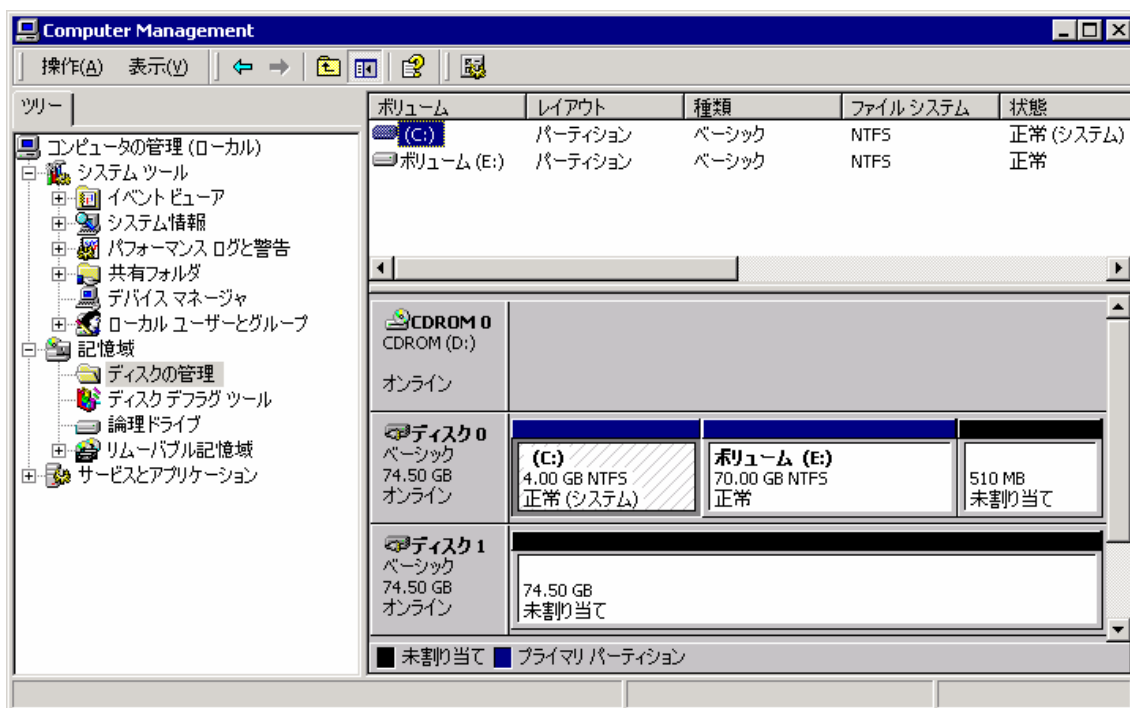 Computer Management
操作(A) 表示(V)
ツリー
コンピュータの管理 (ローカル)
システム ツール
イベント ビューア
システム情報
パフォーマンス ログと警告
共有フォルダ
デバイス マネージャ
ローカル ユーザーとグループ
記憶域
ディスクの管理
ディスク デフラグ ツール
論理ドライブ
リムーバブル記憶域
サービスとアプリケーション
ボリューム レイアウト 種類 ファイル システム 状態
(C:) パーティション ベーシック NTFS 正常 (システム)
ボリューム (E:) パーティション ベーシック NTFS 正常
CDROM 0
CDROM (D:)
オンライン
ディスク 0
ベーシック
74.50 GB
オンライン
(C:)
4.00 GB NTFS
正常 (システム)
ボリューム (E:)
70.00 GB NTFS
正常
510 MB
未割り当て
ディスク 1
ベーシック
74.50 GB
オンライン
74.50 GB
未割り当て
未割り当て プライマリ パーティション